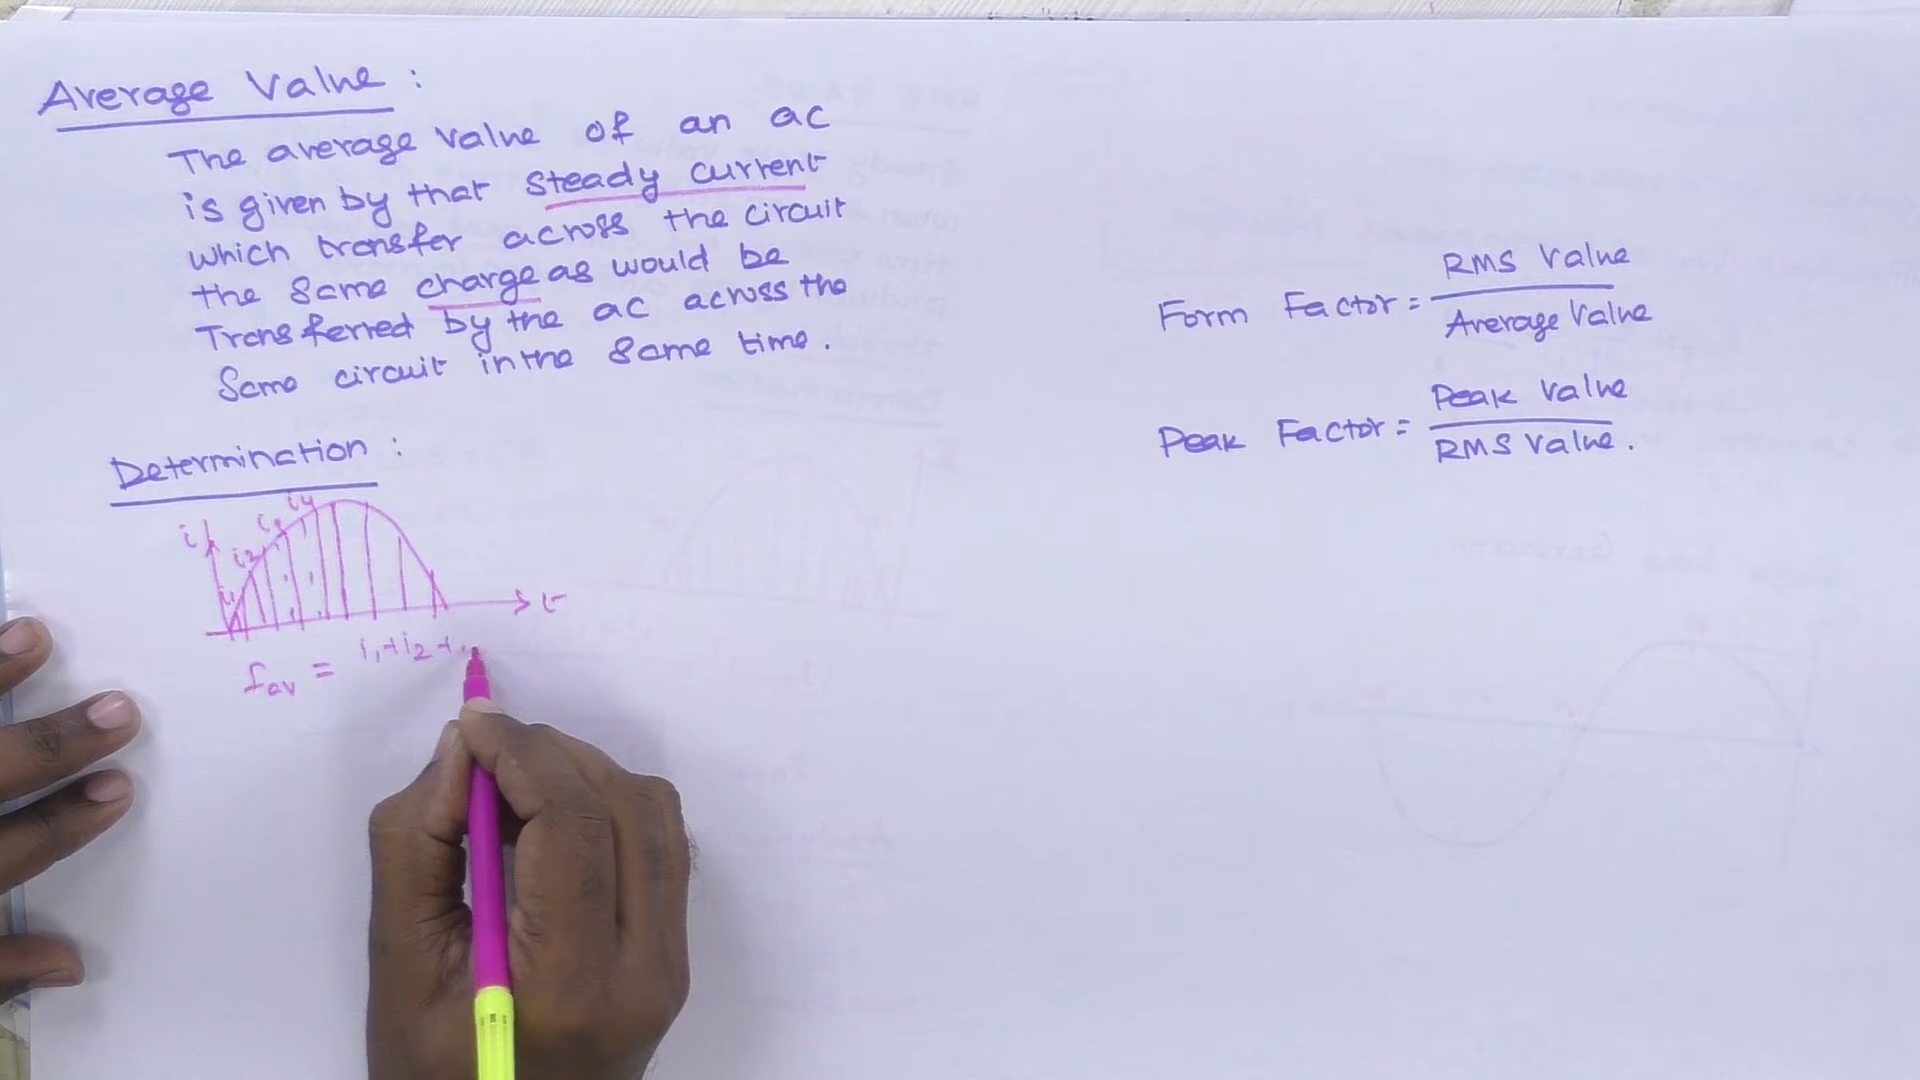 Average Value :
The average value of an ac
is given by that steady current
which transfer across the circuit
the same charge as would be
Transferred by the ac across the
Same circuit in the same time.
Determination :
i
i1
i2
i3
i4
t
fav = i1 + i2 +
Form Factor = RMS Value
Average Value
Peak Factor = Peak Value
RMS Value.